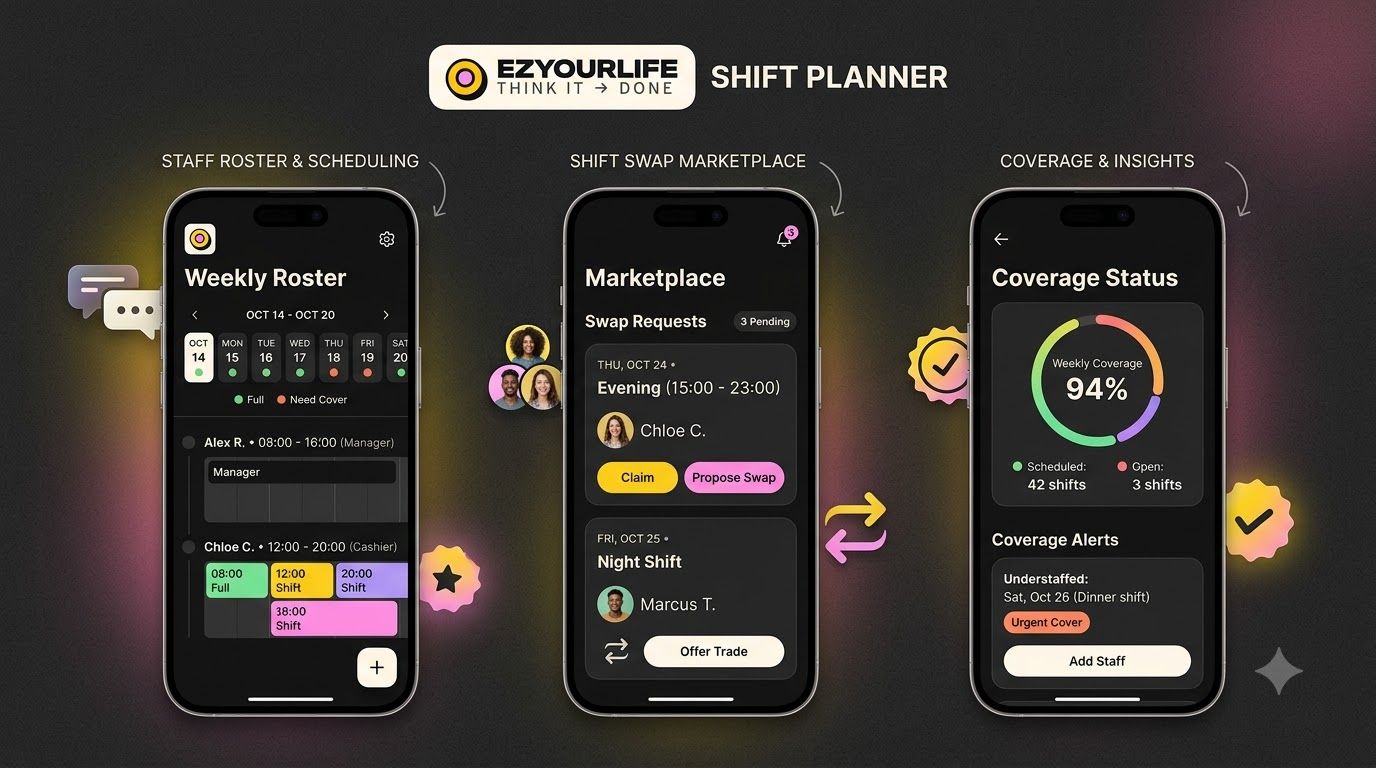 EZYOURLIFE
THINK IT → DONE
SHIFT PLANNER
STAFF ROSTER & SCHEDULING
Weekly Roster
OCT 14 - OCT 20
OCT MON TUE WED THU FRI SAT
14 15 16 17 18 19 20
Full Need Cover
Alex R. • 08:00 - 16:00 (Manager)
Manager
Chloe C. • 12:00 - 20:00 (Cashier)
08:00 12:00 20:00
Full Shift Shift
38:00
Shift
+
SHIFT SWAP MARKETPLACE
3
Marketplace
Swap Requests 3 Pending
THU, OCT 24 •
Evening (15:00 - 23:00)
Chloe C.
Claim Propose Swap
FRI, OCT 25 •
Night Shift
Marcus T.
Offer Trade
COVERAGE & INSIGHTS
Coverage Status
Weekly Coverage
94%
Scheduled: Open:
42 shifts 3 shifts
Coverage Alerts
Understaffed:
Sat, Oct 26 (Dinner shift)
Urgent Cover
Add Staff